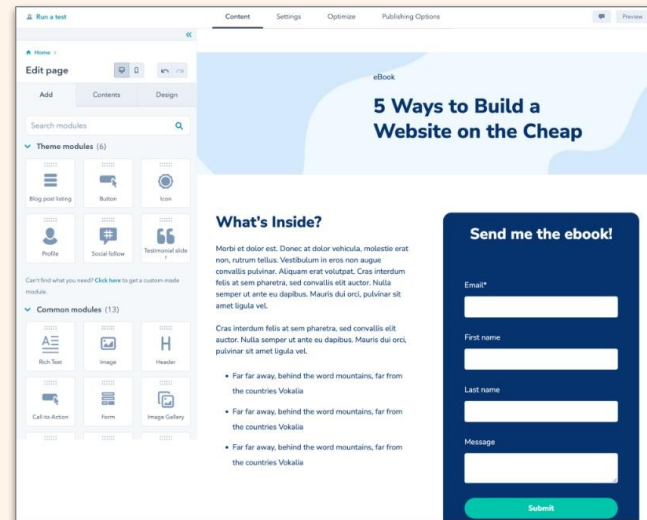 Run a test
Content
Settings
Optimize
Publishing Options
Preview
«
Home ›
Edit page
Add
Contents
Design
Search modules
Theme modules (6)
Blog post listing
Button
Icon
Profile
Social follow
Testimonial slide
r
Can't find what you need? Click here to get a custom made
module.
Common modules (13)
A
Rich Text
Image
H
Header
Call-to-Action
Form
Image Gallery
eBook
5 Ways to Build a
Website on the Cheap
What's Inside?
Morbi et dolor est. Donec at dolor vehicula, molestie erat
non, rutrum tellus. Vestibulum in eros non augue
convallis pulvinar. Aliquam erat volutpat. Cras interdum
felis at sem pharetra, sed convallis elit auctor. Nulla
semper ut ante eu dapibus. Mauris dui orci, pulvinar sit
amet ligula vel.
Cras interdum felis at sem pharetra, sed convallis elit
auctor. Nulla semper ut ante eu dapibus. Mauris dui orci,
pulvinar sit amet ligula vel.
• Far far away, behind the word mountains, far from
the countries Vokalia
• Far far away, behind the word mountains, far from
the countries Vokalia
• Far far away, behind the word mountains, far from
the countries Vokalia
Send me the ebook!
Email*
First name
Last name
Message
Submit